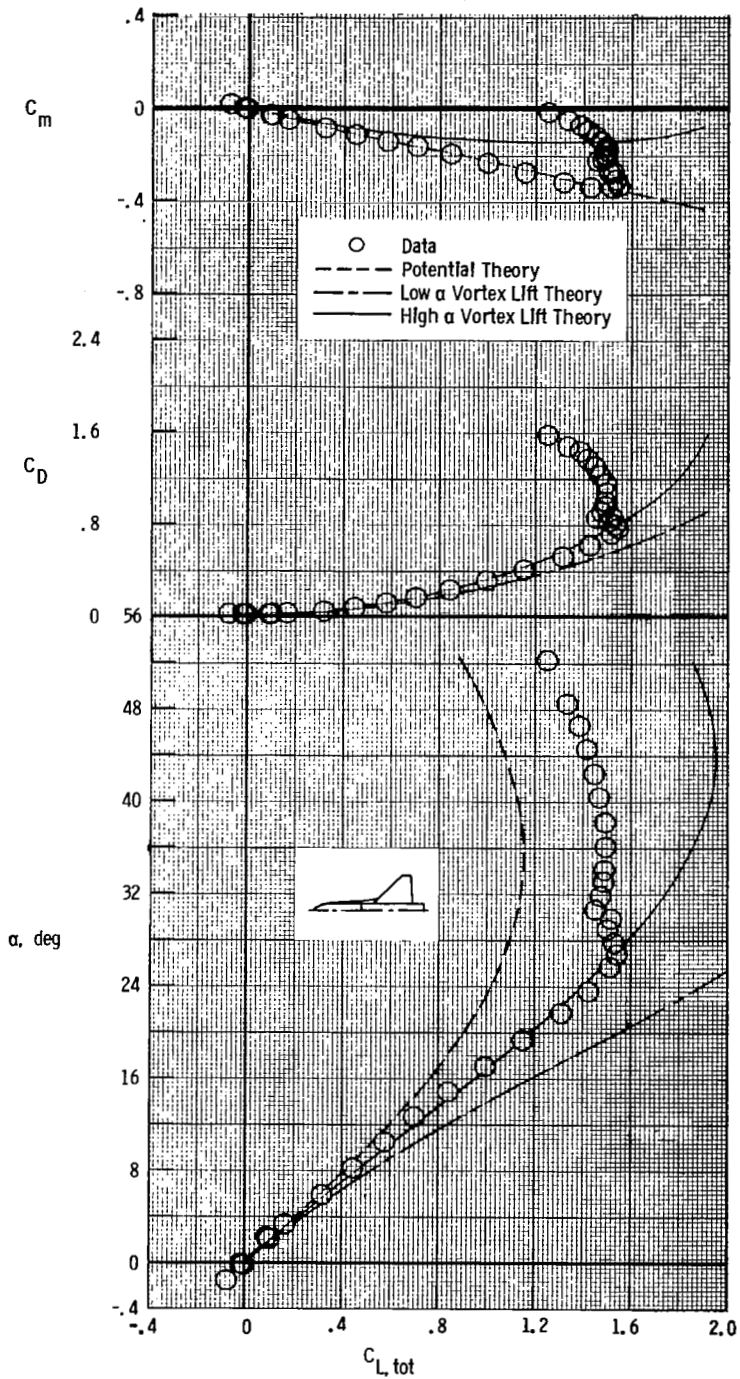 .4
C_m
0
-.4
-.8
Data
Potential Theory
Low α Vortex Lift Theory
High α Vortex Lift Theory
2.4
1.6
C_D
.8
0
56
48
40
32
α, deg
24
16
8
0
-.4
-.4 0 .4 .8 1.2 1.6 2.0
C_L, tot